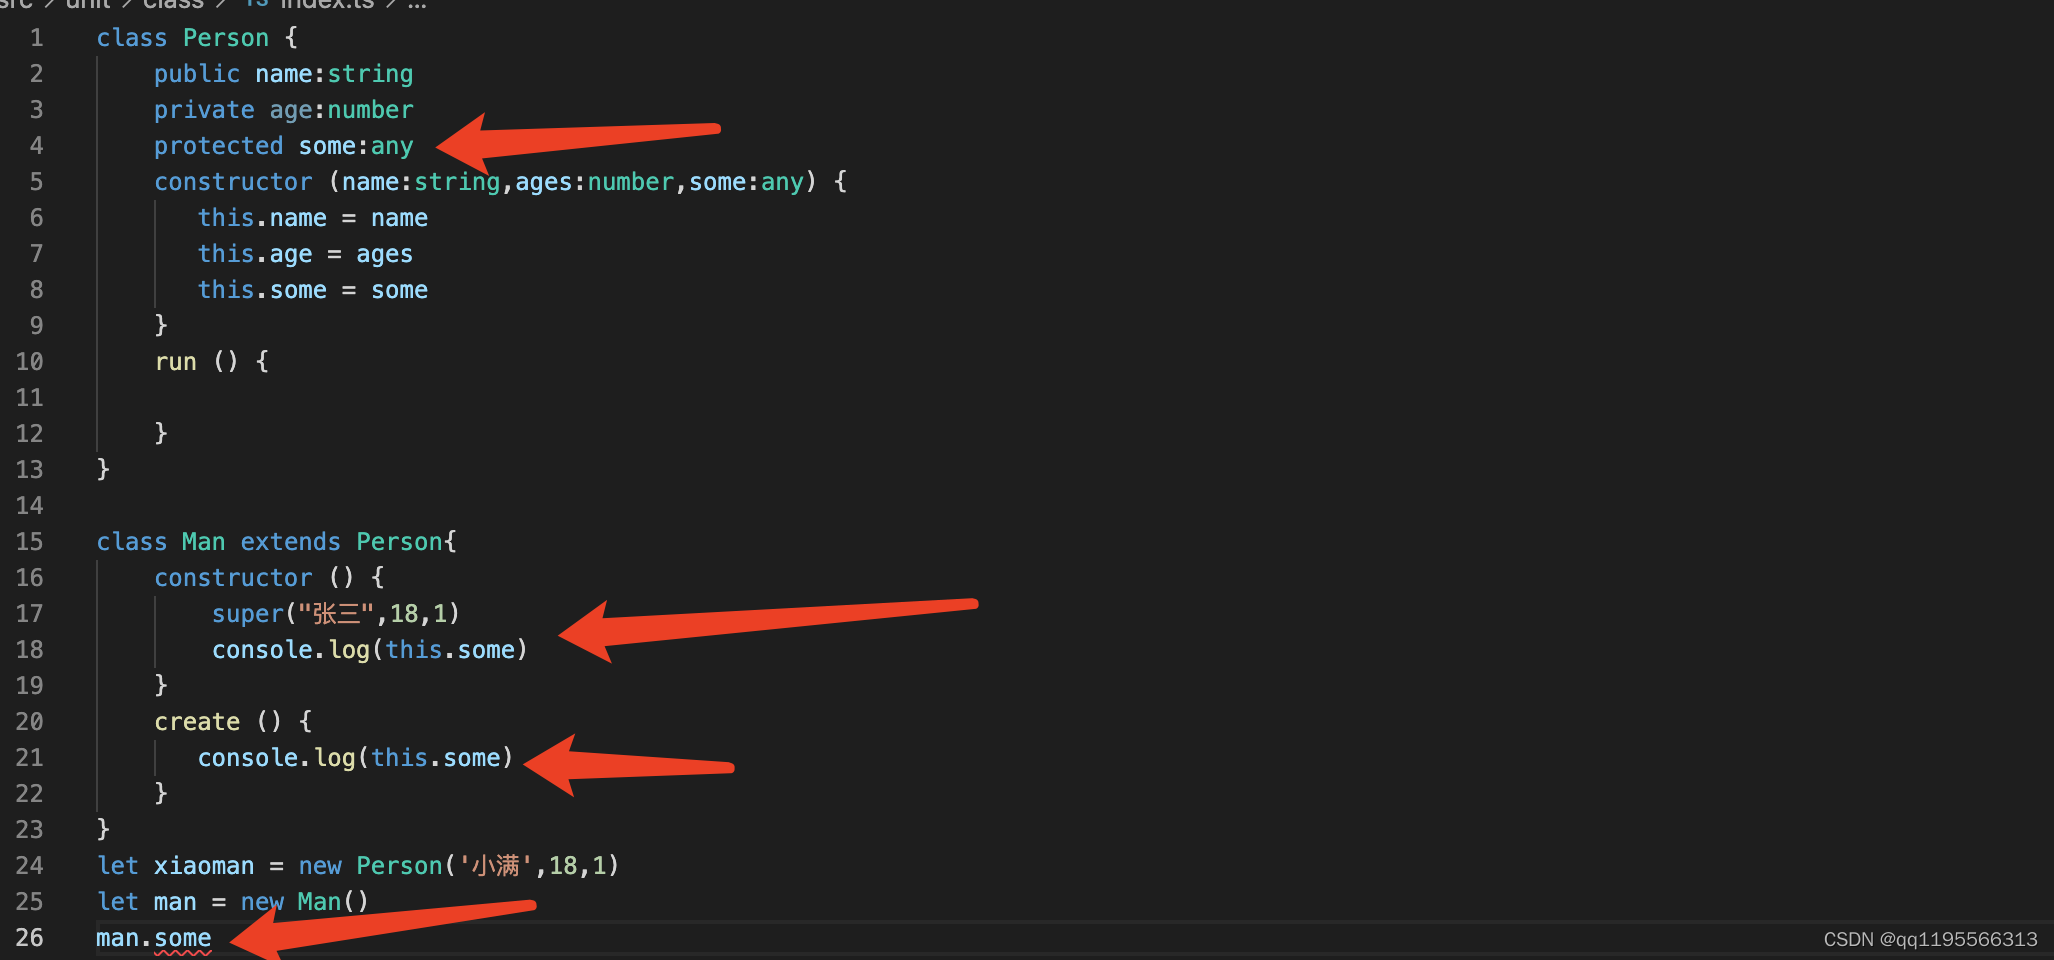 src > unit > class > TS index.ts > ...
1 class Person {
2 public name:string
3 private age:number
4 protected some:any
5 constructor (name:string,ages:number,some:any) {
6 this.name = name
7 this.age = ages
8 this.some = some
9 }
10 run () {
11
12 }
13 }
14
15 class Man extends Person{
16 constructor () {
17 super("张三",18,1)
18 console.log(this.some)
19 }
20 create () {
21 console.log(this.some)
22 }
23 }
24 let xiaoman = new Person('小满',18,1)
25 let man = new Man()
26 man.some
CSDN @qq1195566313